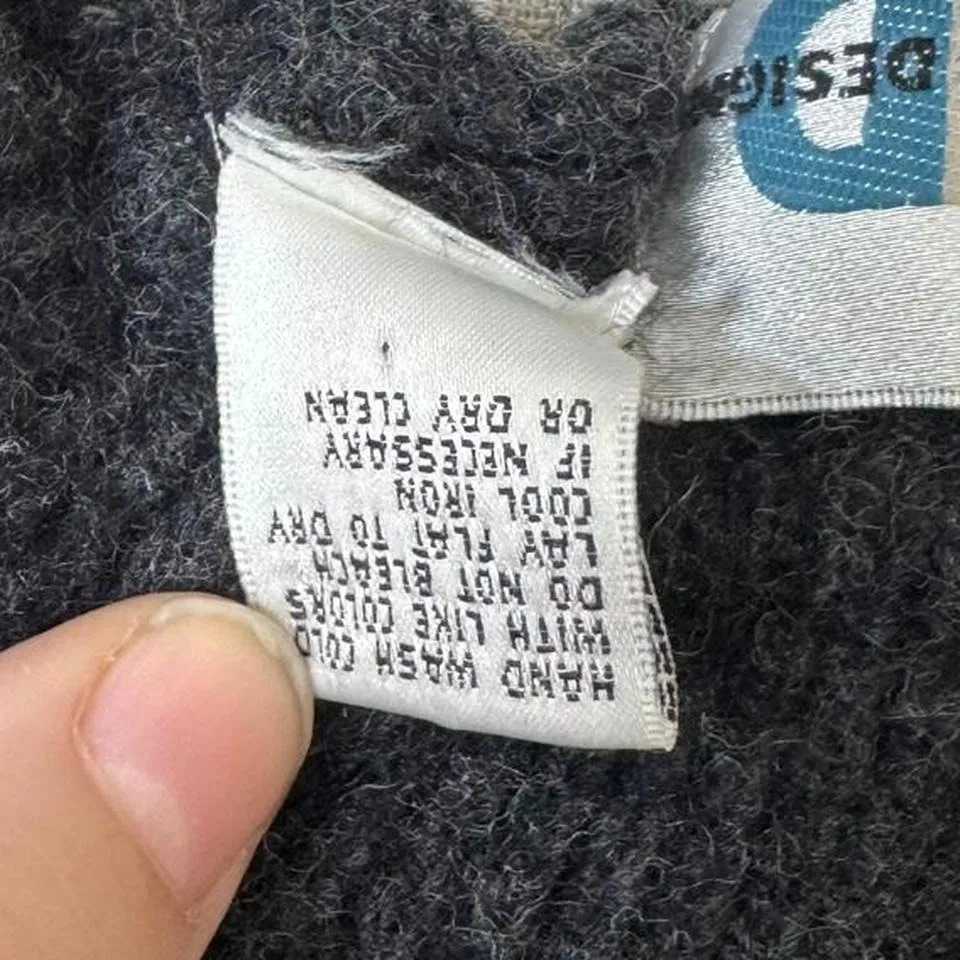 HAND WASH COLD
WITH LIKE COLORS
DO NOT BLEACH
LAY FLAT TO DRY
COOL IRON
IF NECESSARY
OR DRY CLEAN